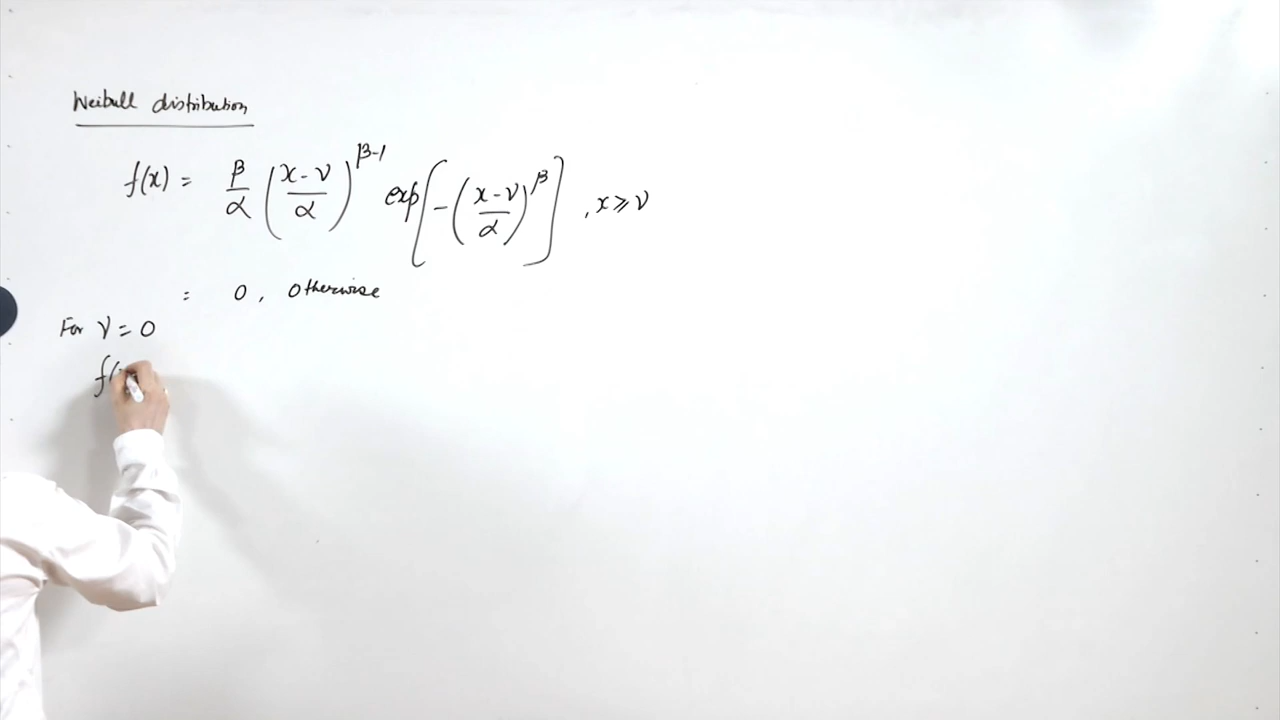 Weibull distribution
f(x) = β/α ((x-ν)/α)^(β-1) exp[-((x-ν)/α)^β] , x ≥ ν
= 0 , Otherwise
For ν = 0
f(